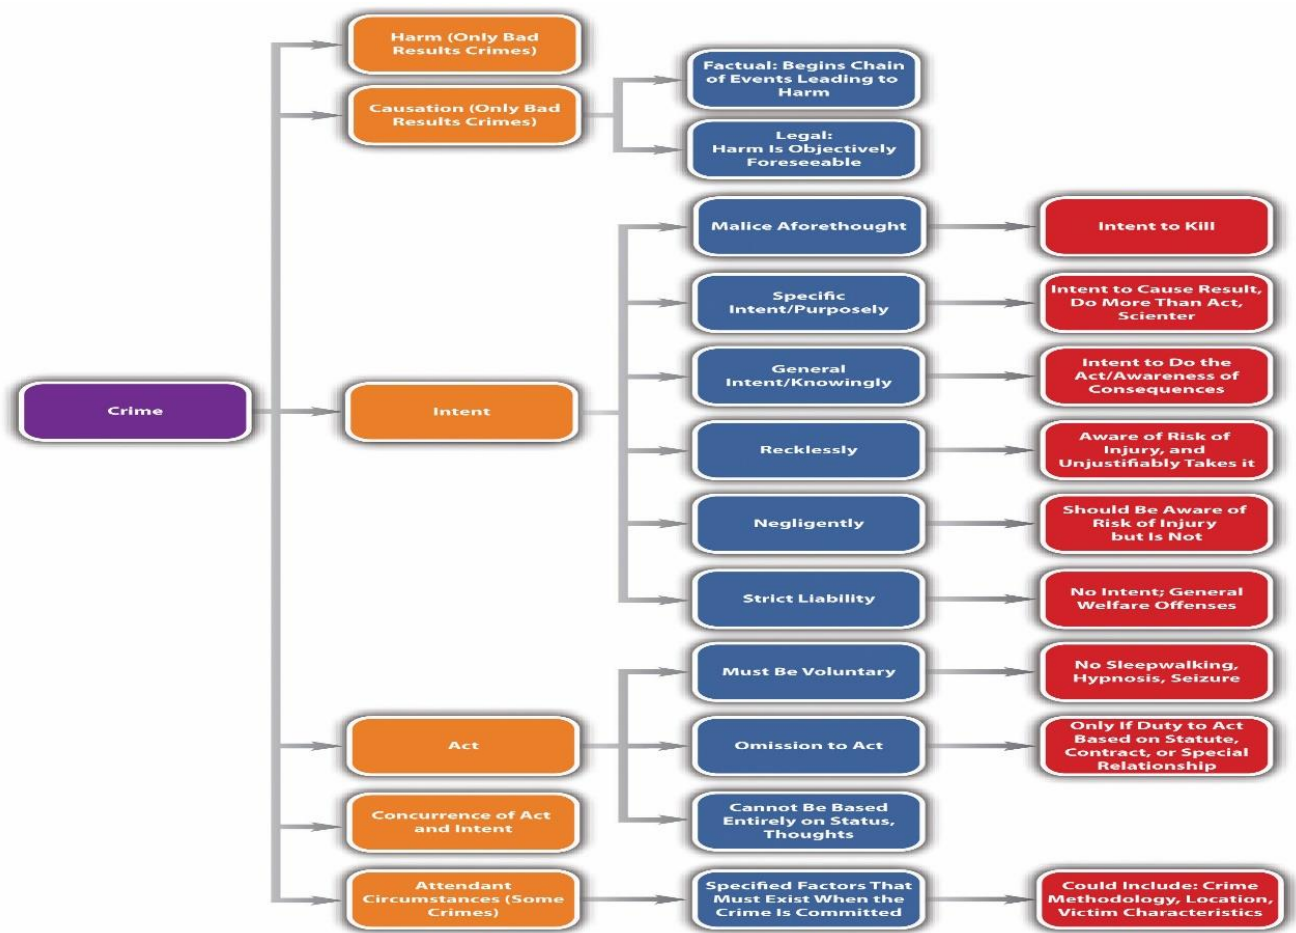 Harm (Only Bad
Results Crimes)
Causation (Only Bad
Results Crimes)
Factual: Begins Chain
of Events Leading to
Harm
Legal:
Harm Is Objectively
Foreseeable
Crime
Intent
Malice Aforethought
Intent to Kill
Specific
Intent/Purposely
Intent to Cause Result,
Do More Than Act,
Scienter
General
Intent/Knowingly
Intent to Do the
Act/Awareness of
Consequences
Recklessly
Aware of Risk of
Injury, and
Unjustifiably Takes it
Negligently
Should Be Aware of
Risk of Injury
but Is Not
Strict Liability
No Intent; General
Welfare Offenses
Act
Must Be Voluntary
No Sleepwalking,
Hypnosis, Seizure
Omission to Act
Only If Duty to Act
Based on Statute,
Contract, or Special
Relationship
Cannot Be Based
Entirely on Status,
Thoughts
Concurrence of Act
and Intent
Attendant
Circumstances (Some
Crimes)
Specified Factors That
Must Exist When the
Crime Is Committed
Could Include: Crime
Methodology, Location,
Victim Characteristics